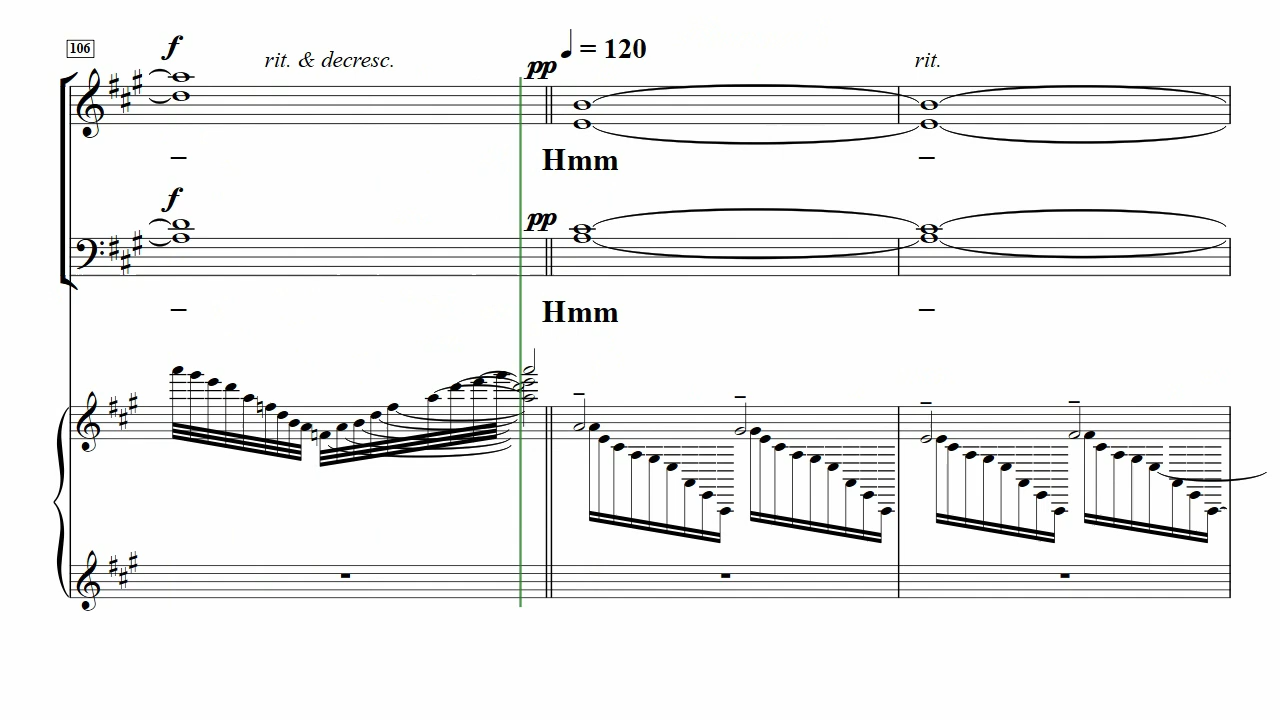 106
f
rit. & decresc.
pp
= 120
rit.
–
Hmm
–
f
pp
–
Hmm
–